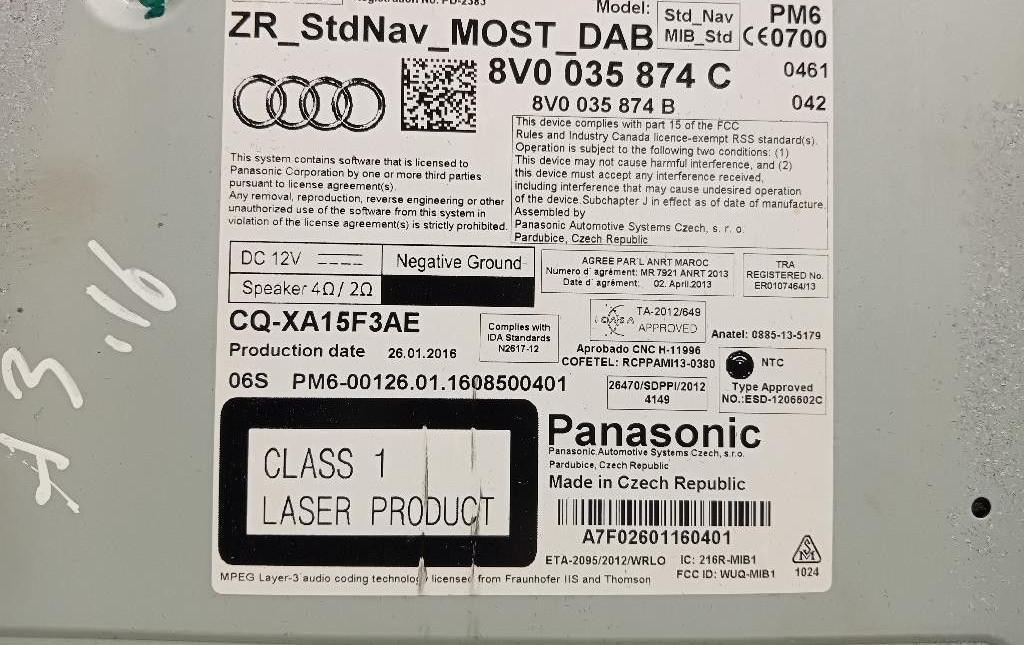 Registration No: PD-2383
Model: Std_Nav MIB_Std PM6
ZR_StdNav_MOST_DAB CE0700
8V0 035 874 C 0461
8V0 035 874 B 042
This device complies with part 15 of the FCC
Rules and Industry Canada licence-exempt RSS standard(s).
Operation is subject to the following two conditions: (1)
This device may not cause harmful interference, and (2)
this device must accept any interference received,
including interference that may cause undesired operation
of the device.Subchapter J in effect as of date of manufacture.
Assembled by
Panasonic Automotive Systems Czech, s. r. o.
Pardubice, Czech Republic
This system contains software that is licensed to
Panasonic Corporation by one or more third parties
pursuant to license agreement(s).
Any removal, reproduction, reverse engineering or other
unauthorized use of the software from this system in
violation of the license agreement(s) is strictly prohibited.
DC 12V Negative Ground
Speaker 4Ω/ 2Ω
AGREE PAR'L ANRT MAROC
Numero d'agrément: MR 7921 ANRT 2013
Date d'agrément: 02. April.2013
TRA
REGISTERED No.
ER0107464/13
CQ-XA15F3AE
Production date 26.01.2016
06S PM6-00126.01.1608500401
Complies with
IDA Standards
N2617-12
TA-2012/649
APPROVED
Anatel: 0885-13-5179
Aprobado CNC H-11996
COFETEL: RCPPAMI13-0380
26470/SDPPI/2012
4149
NTC
Type Approved
NO.:ESD-1206602C
CLASS 1
LASER PRODUCT
Panasonic
Panasonic Automotive Systems Czech, s.r.o.
Pardubice, Czech Republic
Made in Czech Republic
A7F02601160401
ETA-2095/2012/WRLO IC: 216R-MIB1
FCC ID: WUQ-MIB1
1024
MPEG Layer-3 audio coding technology licensed from Fraunhofer IIS and Thomson
A3 .'16